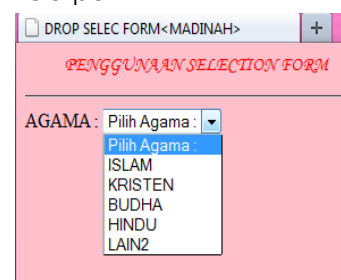 DROP SELEC FORM<MADINAH>
PENGGUNAAN SELECTION FORM
AGAMA : Pilih Agama :
Pilih Agama :
ISLAM
KRISTEN
BUDHA
HINDU
LAIN2